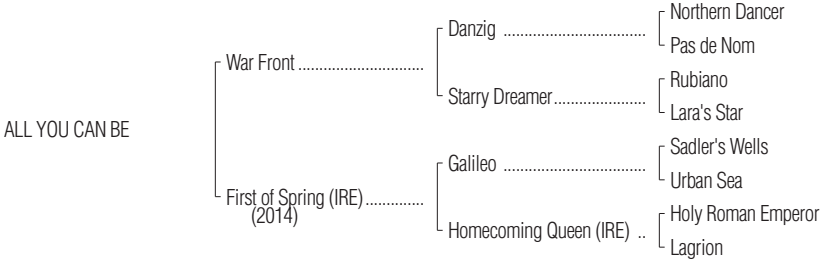 Northern Dancer
Danzig ..................................
Pas de Nom
War Front ..............................
Rubiano
Starry Dreamer......................
Lara's Star
ALL YOU CAN BE
Sadler's Wells
Galileo ..................................
Urban Sea
First of Spring (IRE)..............
(2014)
Holy Roman Emperor
Homecoming Queen (IRE) ..
Lagrion